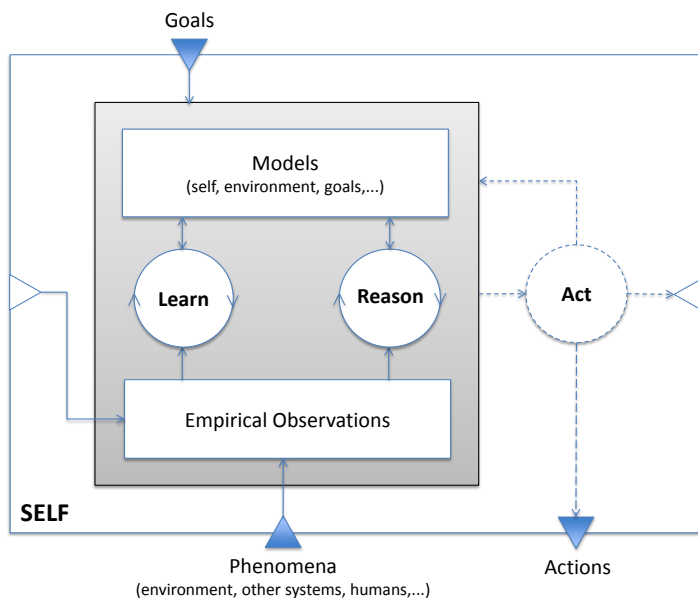 Goals
Models
(self, environment, goals,...)
Learn
Reason
Act
Empirical Observations
SELF
Phenomena
(environment, other systems, humans,...)
Actions